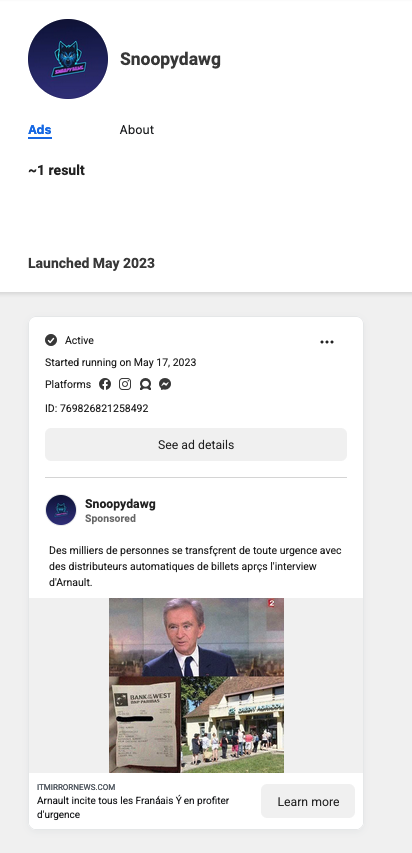 Snoopydawg
Ads About
~1 result
Launched May 2023
Active
Started running on May 17, 2023
Platforms
ID: 769826821258492
See ad details
Snoopydawg
Sponsored
Des milliers de personnes se transfçrent de toute urgence avec
des distributeurs automatiques de billets aprçs l'interview
d'Arnault.
2
BANK OF THE WEST
BNP PARIBAS
CREDIT AGRICOLE
ITMIRRORNEWS.COM
Arnault incite tous les Franáais Ý en profiter
d'urgence
Learn more